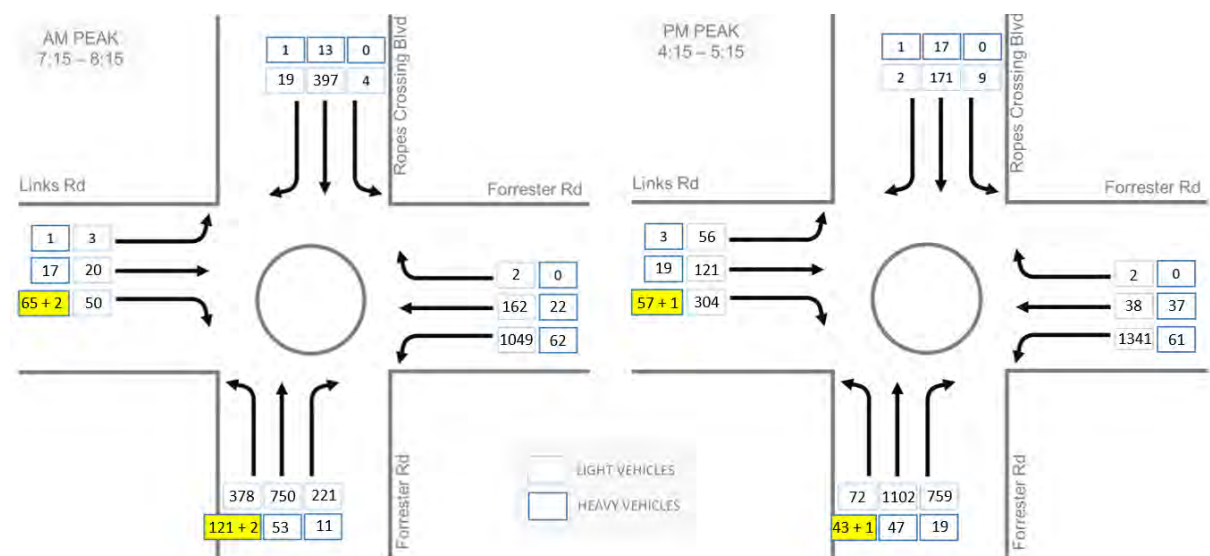 AM PEAK
7:15 – 8:15
1 13 0
19 397 4
Ropes Crossing Blvd
Links Rd
Forrester Rd
1 3
17 20
65 + 2 50
2 0
162 22
1049 62
378 750 221
121 + 2 53 11
Forrester Rd
LIGHT VEHICLES
HEAVY VEHICLES
PM PEAK
4:15 – 5:15
1 17 0
2 171 9
Ropes Crossing Blvd
Links Rd
Forrester Rd
3 56
19 121
57 + 1 304
2 0
38 37
1341 61
72 1102 759
43 + 1 47 19
Forrester Rd